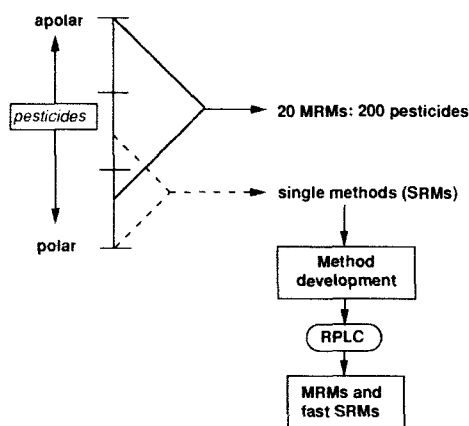 apolar
pesticides
polar
20 MRMs: 200 pesticides
single methods (SRMs)
Method
development
RPLC
MRMs and
fast SRMs